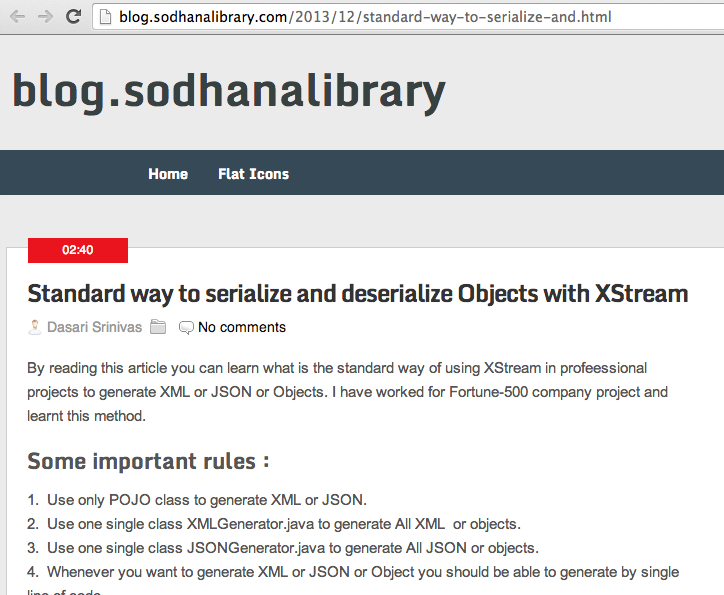 blog.sodhanalibrary.com/2013/12/standard-way-to-serialize-and.html
blog.sodhanalibrary
Home Flat Icons
02:40
Standard way to serialize and deserialize Objects with XStream
Dasari Srinivas No comments
By reading this article you can learn what is the standard way of using XStream in profeessional
projects to generate XML or JSON or Objects. I have worked for Fortune-500 company project and
learnt this method.
Some important rules :
1. Use only POJO class to generate XML or JSON.
2. Use one single class XMLGenerator.java to generate All XML or objects.
3. Use one single class JSONGenerator.java to generate All JSON or objects.
4. Whenever you want to generate XML or JSON or Object you should be able to generate by single
line of code